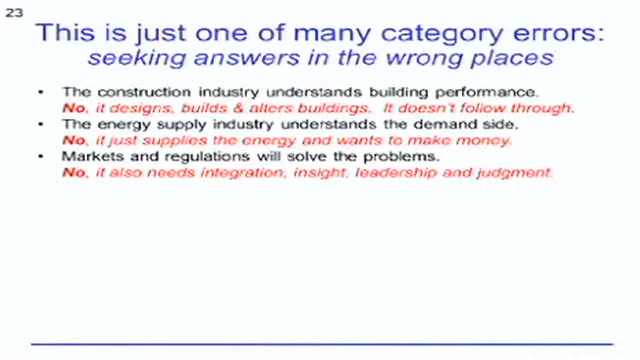 23
This is just one of many category errors:
seeking answers in the wrong places
• The construction industry understands building performance.
No, it designs, builds & alters buildings. It doesn't follow through.
• The energy supply industry understands the demand side.
No, it just supplies the energy and wants to make money.
• Markets and regulations will solve the problems.
No, it also needs integration, insight, leadership and judgment.